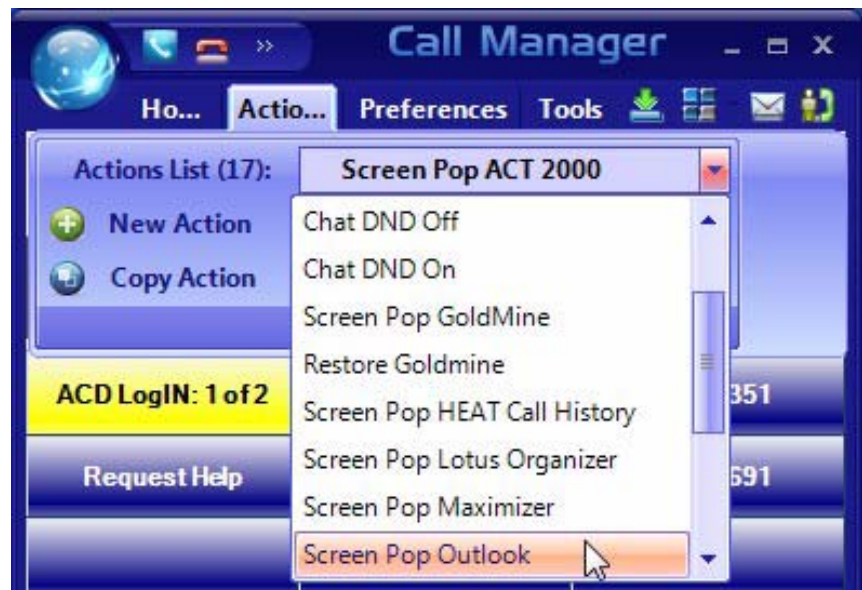 Call Manager
Ho... Actio... Preferences Tools
Actions List (17): Screen Pop ACT 2000
New Action
Copy Action
Chat DND Off
Chat DND On
Screen Pop GoldMine
Restore Goldmine
Screen Pop HEAT Call History
Screen Pop Lotus Organizer
Screen Pop Maximizer
Screen Pop Outlook
ACD LogIN: 1 of 2
351
Request Help
691